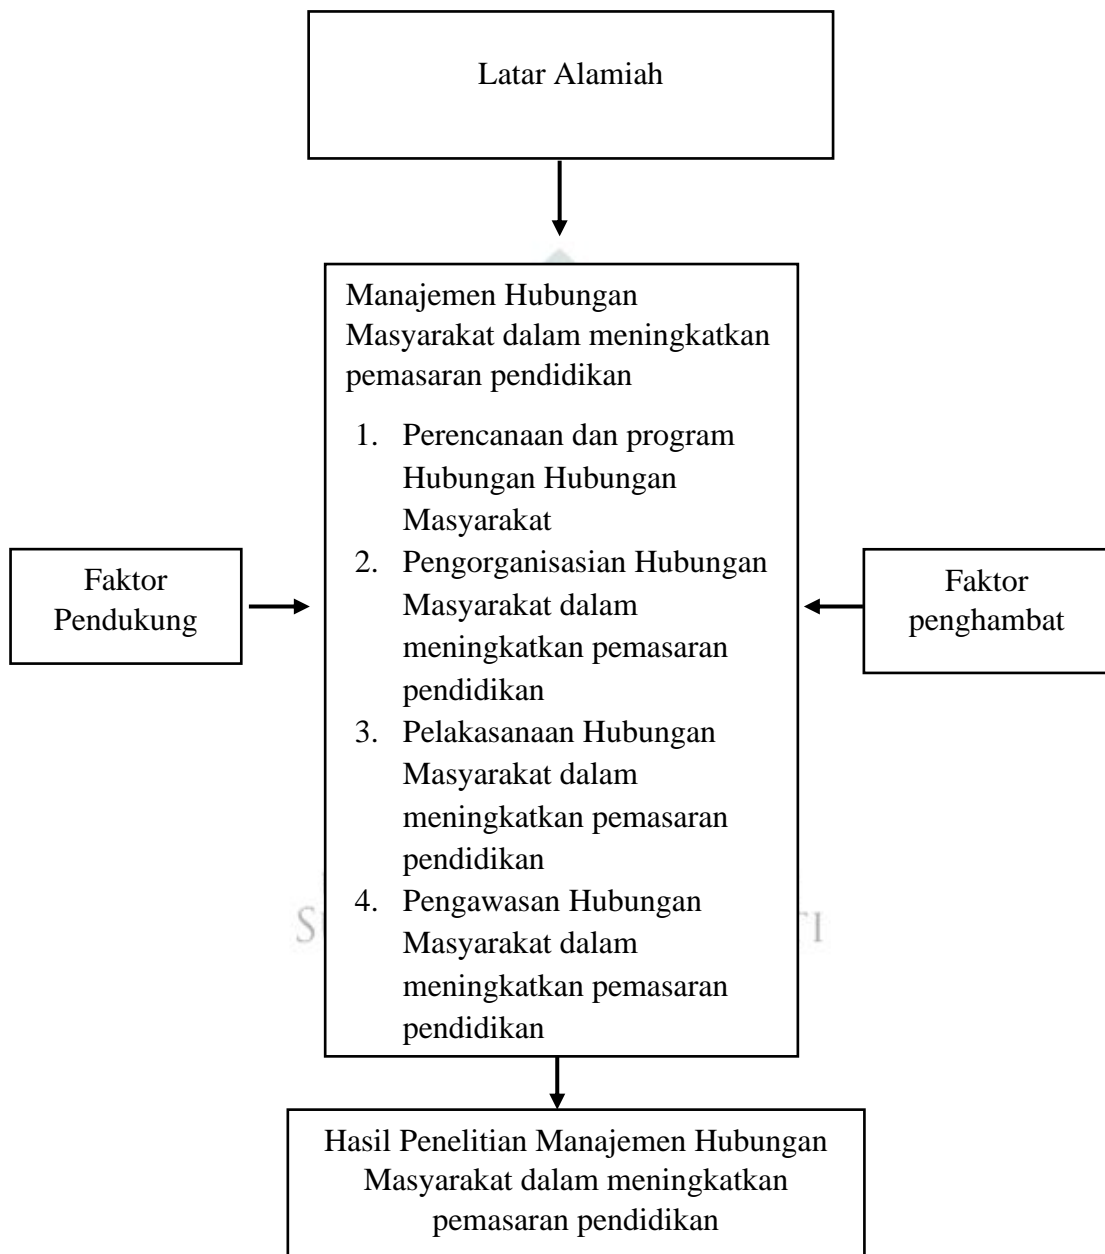 Latar Alamiah
Manajemen Hubungan
Masyarakat dalam meningkatkan
pemasaran pendidikan
1. Perencanaan dan program
Hubungan Hubungan
Masyarakat
2. Pengorganisasian Hubungan
Masyarakat dalam
meningkatkan pemasaran
pendidikan
3. Pelakasanaan Hubungan
Masyarakat dalam
meningkatkan pemasaran
pendidikan
4. Pengawasan Hubungan
Masyarakat dalam
meningkatkan pemasaran
pendidikan
Faktor
Pendukung
Faktor
penghambat
Hasil Penelitian Manajemen Hubungan
Masyarakat dalam meningkatkan
pemasaran pendidikan